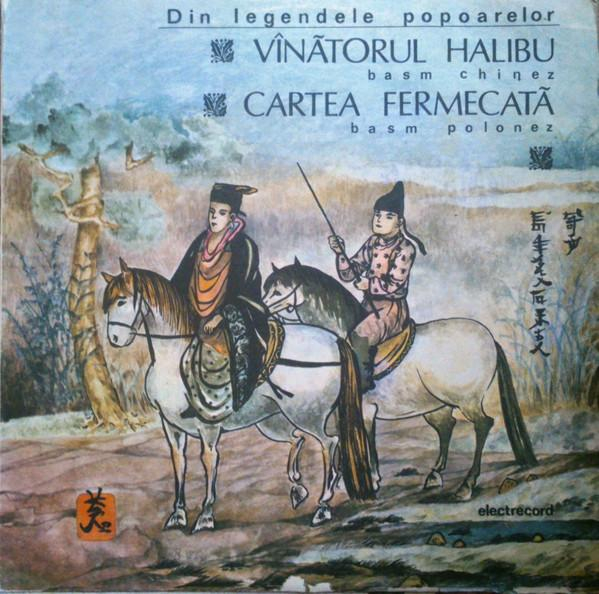 Din legendele popoarelor
VÎNĂTORUL HALIBU
basm chinez
CARTEA FERMECATĂ
basm polonez
electrecord